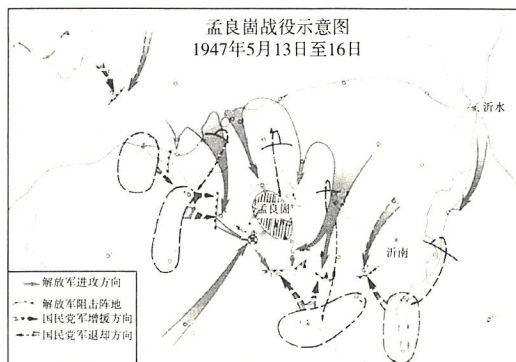 孟良崮战役示意图
1947年5月13日至16日
沂水
孟良崮
沂南
解放军进攻方向
解放军阻击阵地
国民党军增援方向
国民党军退却方向